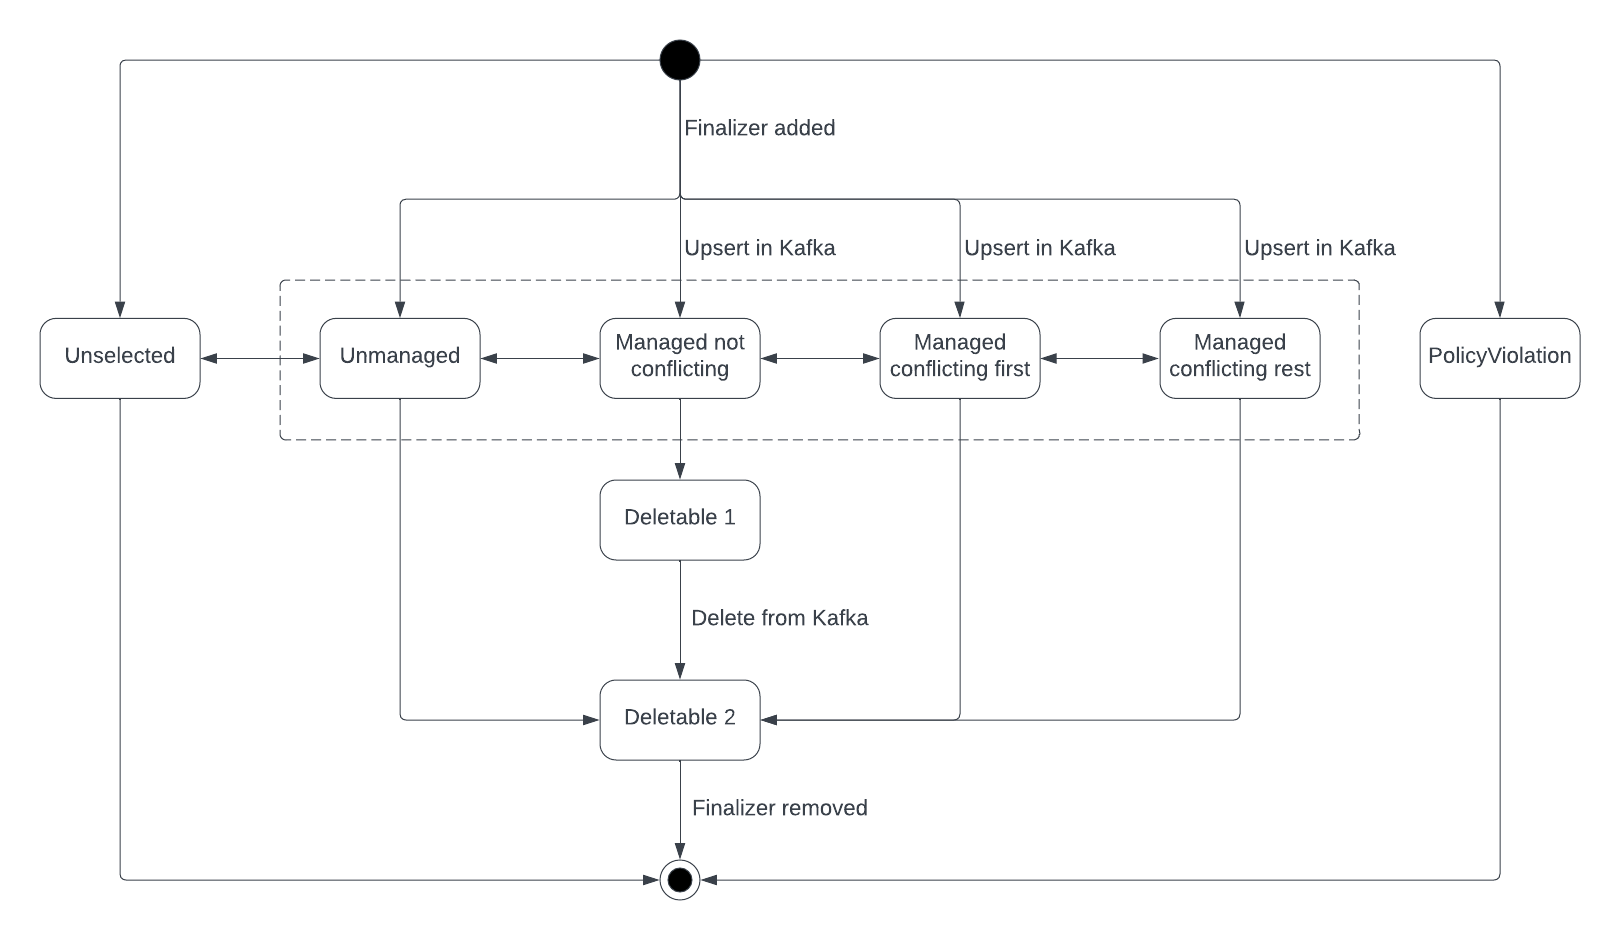 Finalizer added
Upsert in Kafka
Upsert in Kafka
Upsert in Kafka
Unselected
Unmanaged
Managed not
conflicting
Managed
conflicting first
Managed
conflicting rest
PolicyViolation
Deletable 1
Delete from Kafka
Deletable 2
Finalizer removed